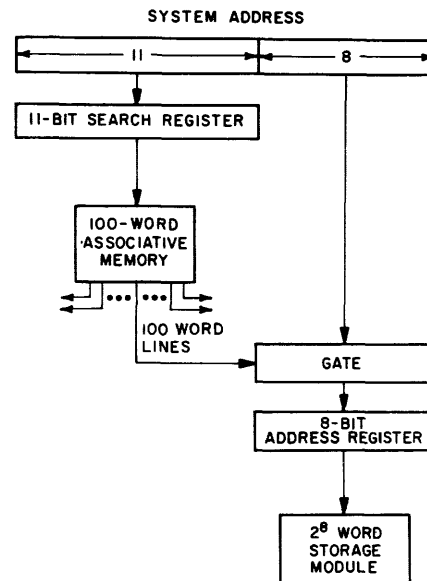 SYSTEM ADDRESS
11
8
11-BIT SEARCH REGISTER
100-WORD
ASSOCIATIVE
MEMORY
100 WORD
LINES
GATE
8-BIT
ADDRESS REGISTER
2⁸ WORD
STORAGE
MODULE